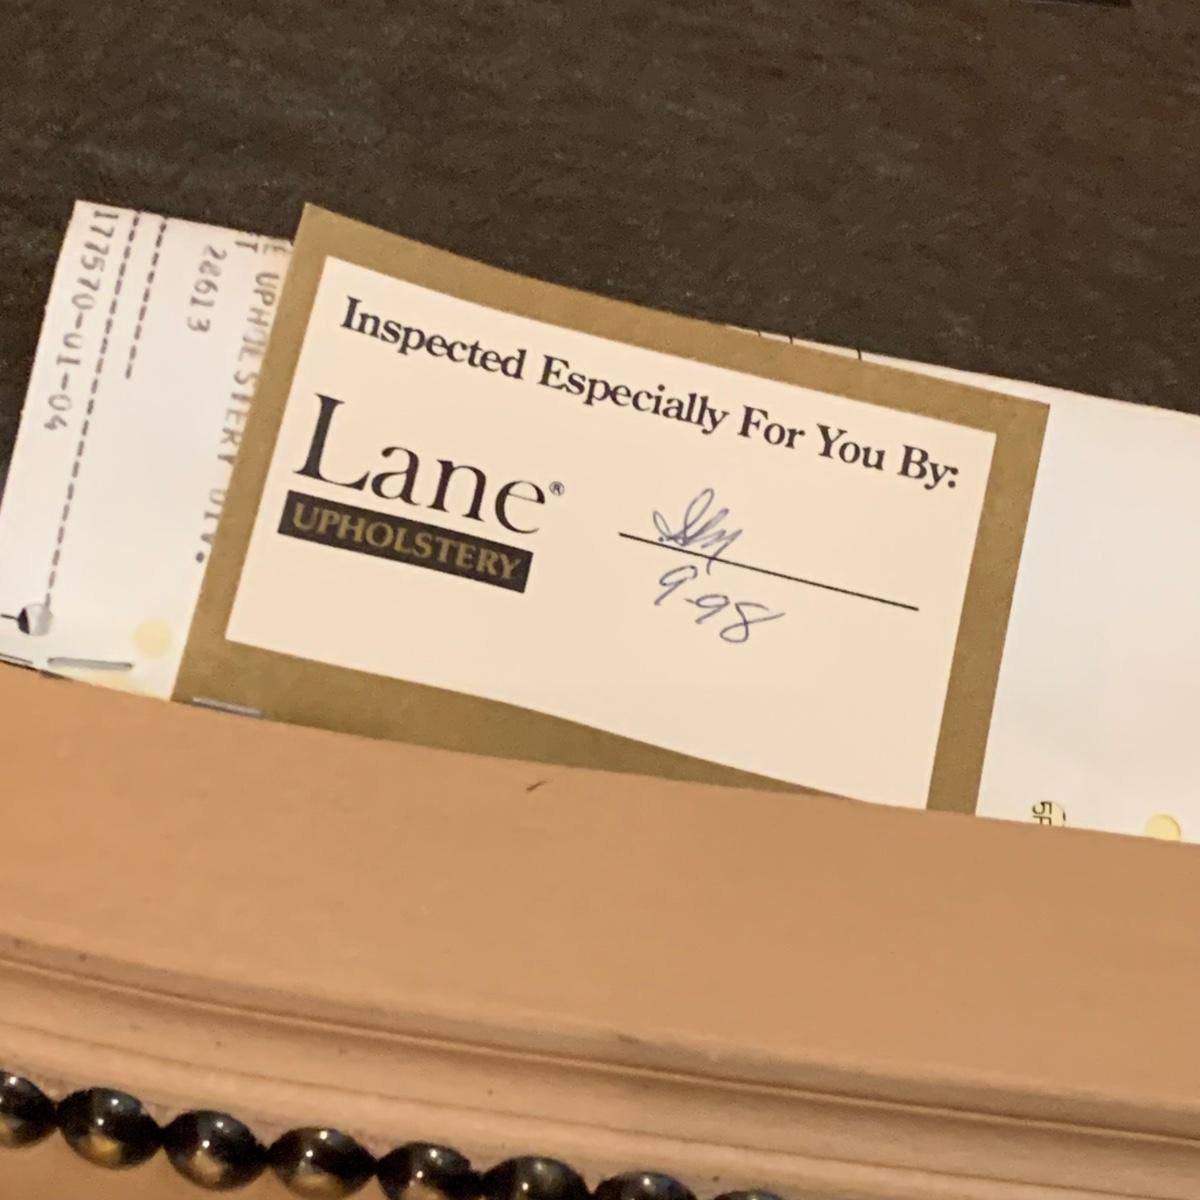 Inspected Especially For You By:
Lane®
UPHOLSTERY
9-98
177570-01-04
28613
UPHOLSTERY DIV.